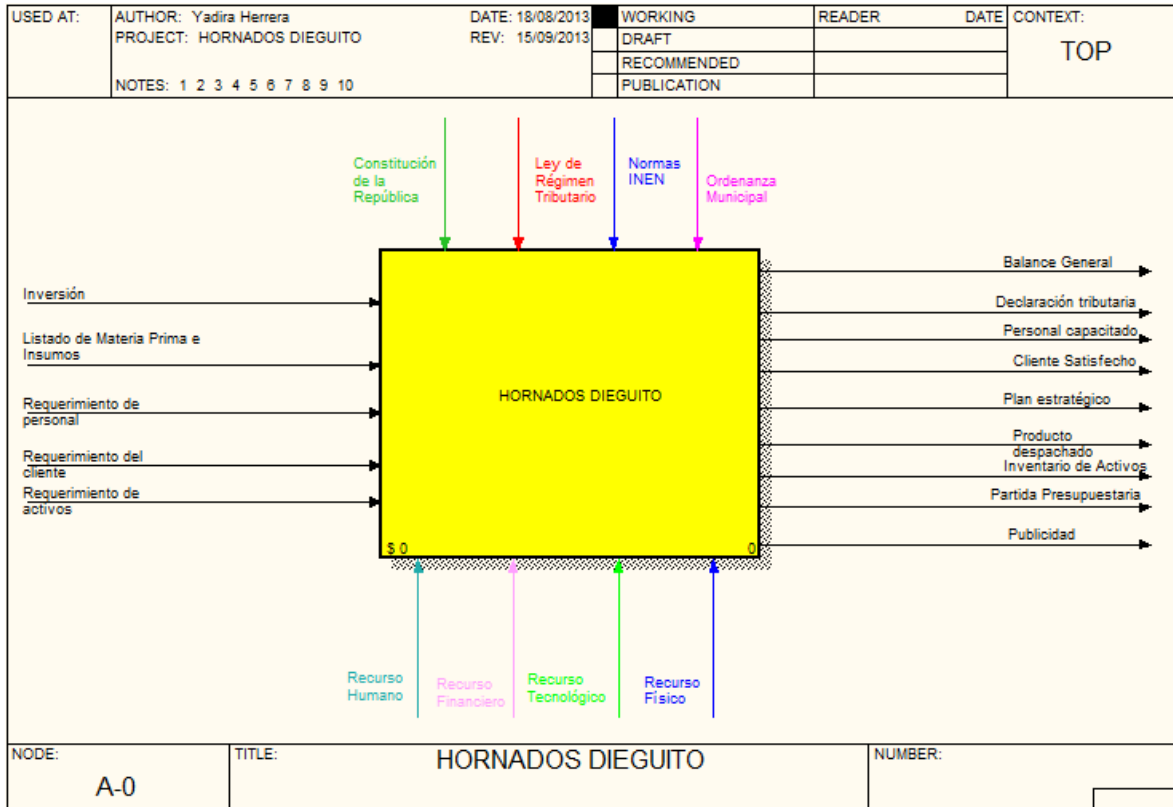 USED AT:
AUTHOR: Yadira Herrera
DATE: 18/08/2013
PROJECT: HORNADOS DIEGUITO
REV: 15/09/2013
NOTES: 1 2 3 4 5 6 7 8 9 10
WORKING
DRAFT
RECOMMENDED
PUBLICATION
READER
DATE
CONTEXT:
TOP
Constitución
de la
República
Ley de
Régimen
Tributario
Normas
INEN
Ordenanza
Municipal
Inversión
Listado de Materia Prima e
Insumos
Requerimiento de
personal
Requerimiento del
cliente
Requerimiento de
activos
HORNADOS DIEGUITO
$ 0
0
Balance General
Declaración tributaria
Personal capacitado
Cliente Satisfecho
Plan estratégico
Producto
despachado
Inventario de Activos
Partida Presupuestaria
Publicidad
Recurso
Humano
Recurso
Financiero
Recurso
Tecnológico
Recurso
Físico
NODE:
A-0
TITLE:
HORNADOS DIEGUITO
NUMBER: